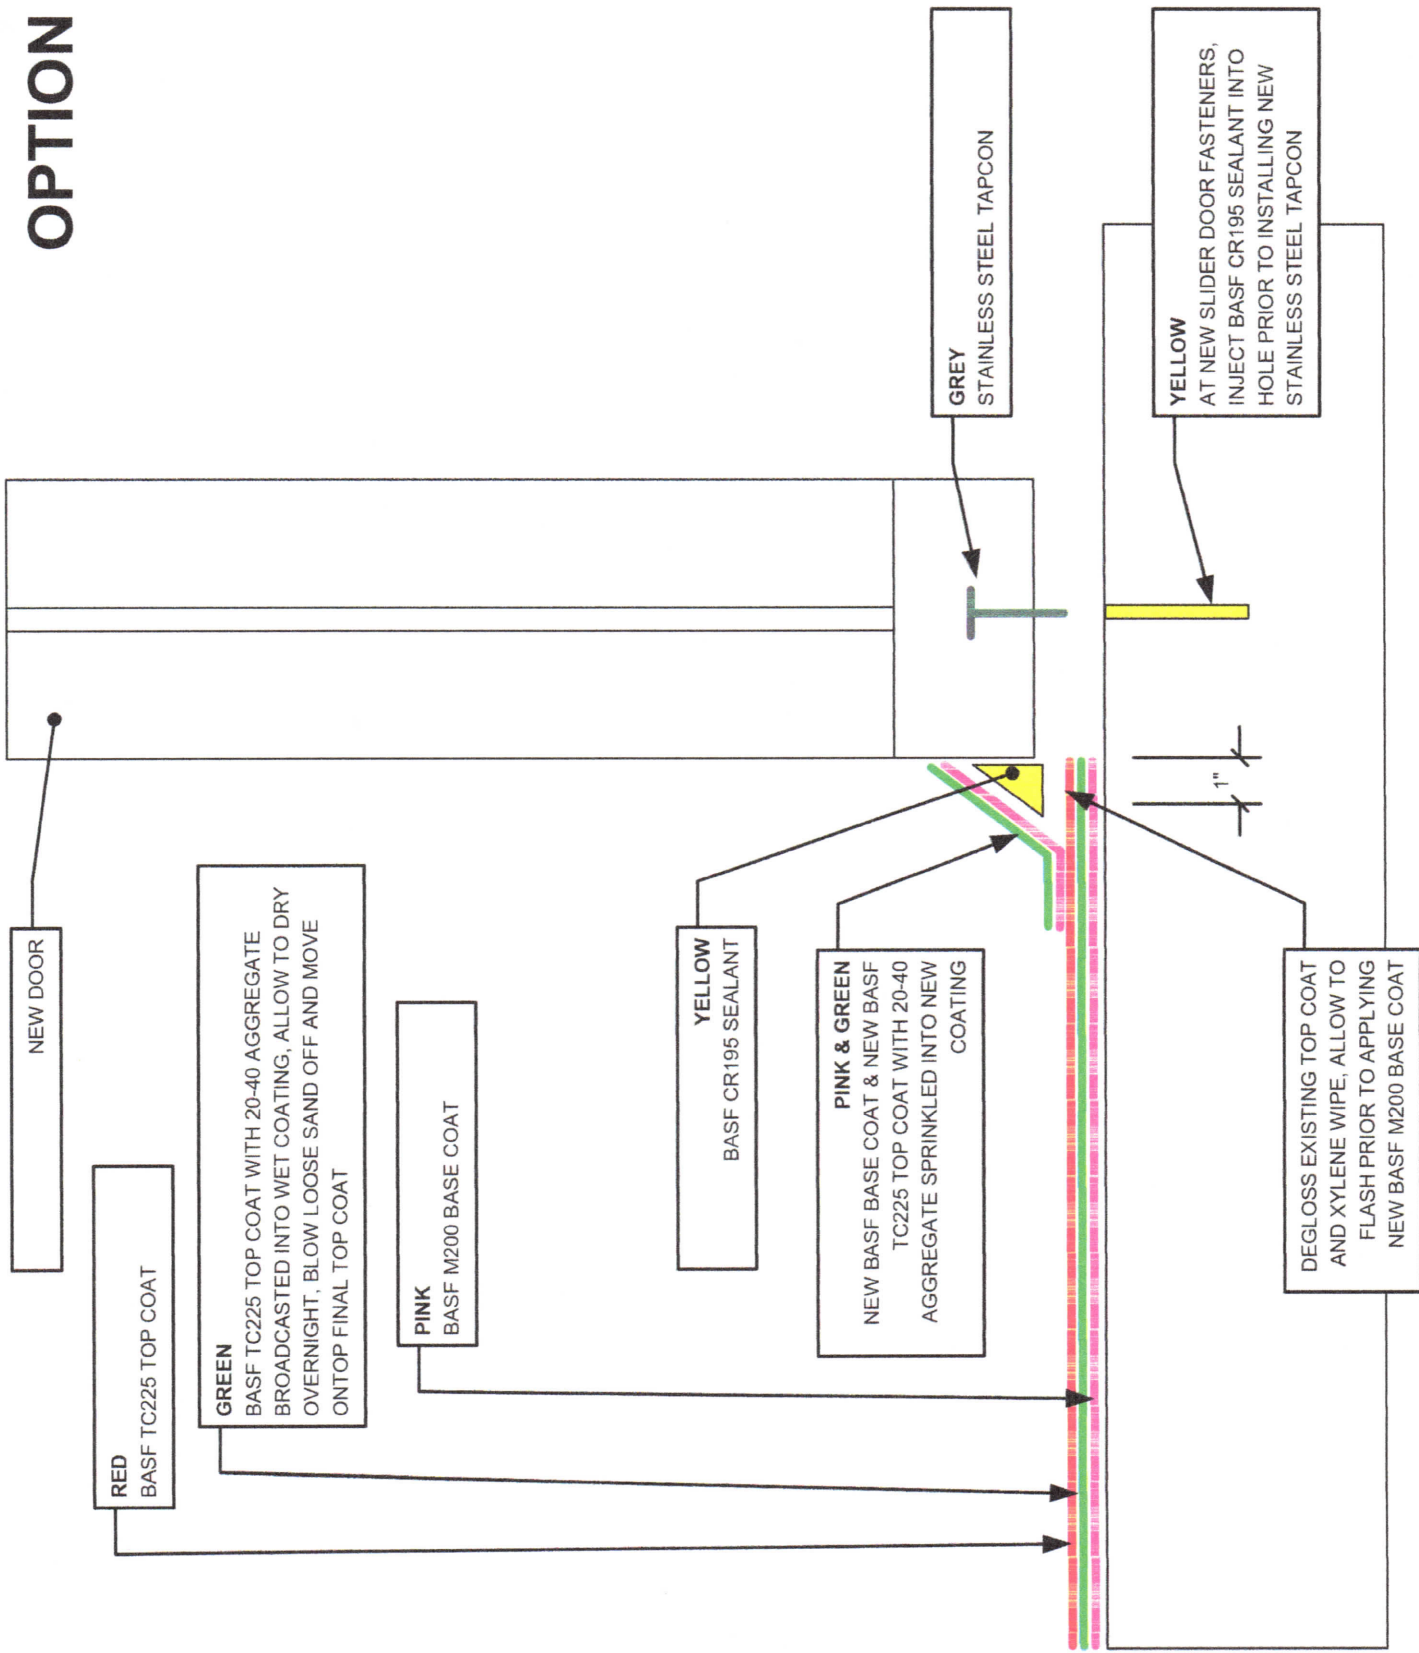 OPTION
NEW DOOR
RED
BASF TC225 TOP COAT
GREEN
BASF TC225 TOP COAT WITH 20-40 AGGREGATE
BROADCASTED INTO WET COATING, ALLOW TO DRY
OVERNIGHT, BLOW LOOSE SAND OFF AND MOVE
ONTOP FINAL TOP COAT
PINK
BASF M200 BASE COAT
YELLOW
BASF CR195 SEALANT
PINK & GREEN
NEW BASF BASE COAT & NEW BASF
TC225 TOP COAT WITH 20-40
AGGREGATE SPRINKLED INTO NEW
COATING
DEGLOSS EXISTING TOP COAT
AND XYLENE WIPE, ALLOW TO
FLASH PRIOR TO APPLYING
NEW BASF M200 BASE COAT
1"
GREY
STAINLESS STEEL TAPCON
YELLOW
AT NEW SLIDER DOOR FASTENERS,
INJECT BASF CR195 SEALANT INTO
HOLE PRIOR TO INSTALLING NEW
STAINLESS STEEL TAPCON